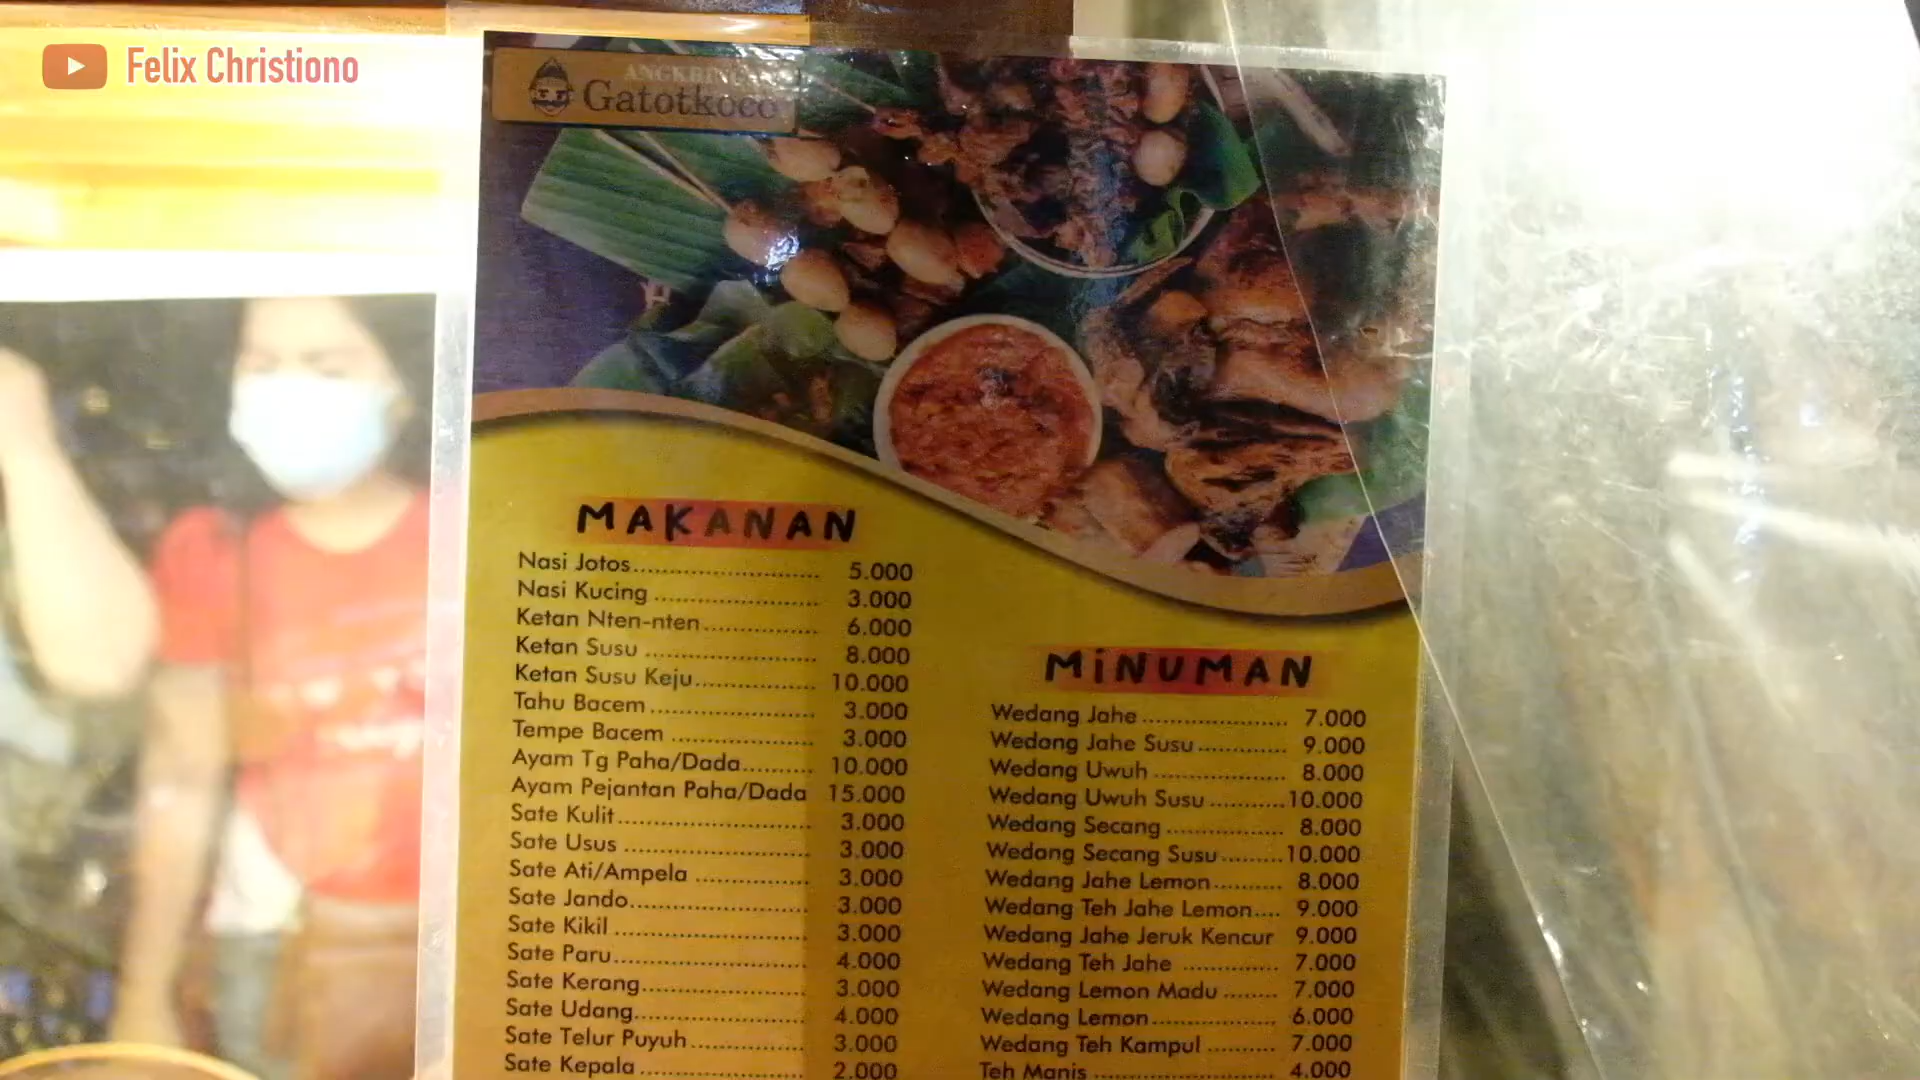 Felix Christiono
Gatotkoco
MAKANAN
Nasi Jotos.......................... 5.000
Nasi Kucing ....................... 3.000
Ketan Nten-nten................ 6.000
Ketan Susu ........................ 8.000
Ketan Susu Keju................. 10.000
Tahu Bacem....................... 3.000
Tempe Bacem .................... 3.000
Ayam Tg Paha/Dada.......... 10.000
Ayam Pejantan Paha/Dada 15.000
Sate Kulit........................... 3.000
Sate Usus .......................... 3.000
Sate Ati/Ampela ................ 3.000
Sate Jando......................... 3.000
Sate Kikil ........................... 3.000
Sate Paru........................... 4.000
Sate Kerang....................... 3.000
Sate Udang........................ 4.000
Sate Telur Puyuh................ 3.000
Sate Kepala ....................... 2.000
MiNUMAN
Wedang Jahe ..................... 7.000
Wedang Jahe Susu............. 9.000
Wedang Uwuh ................... 8.000
Wedang Uwuh Susu ...........10.000
Wedang Secang ................. 8.000
Wedang Secang Susu.........10.000
Wedang Jahe Lemon.......... 8.000
Wedang Teh Jahe Lemon.... 9.000
Wedang Jahe Jeruk Kencur 9.000
Wedang Teh Jahe .............. 7.000
Wedang Lemon Madu ........ 7.000
Wedang Lemon.................. 6.000
Wedang Teh Kampul .......... 7.000
Teh Manis .......................... 4.000